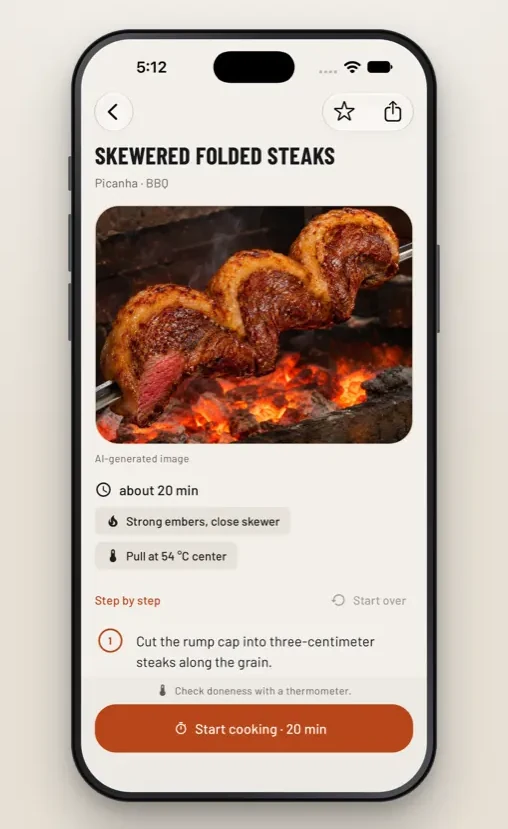 5:12
SKEWERED FOLDED STEAKS
Picanha · BBQ
AI-generated image
about 20 min
Strong embers, close skewer
Pull at 54 °C center
Step by step
Start over
1
Cut the rump cap into three-centimeter
steaks along the grain.
Check doneness with a thermometer.
Start cooking · 20 min